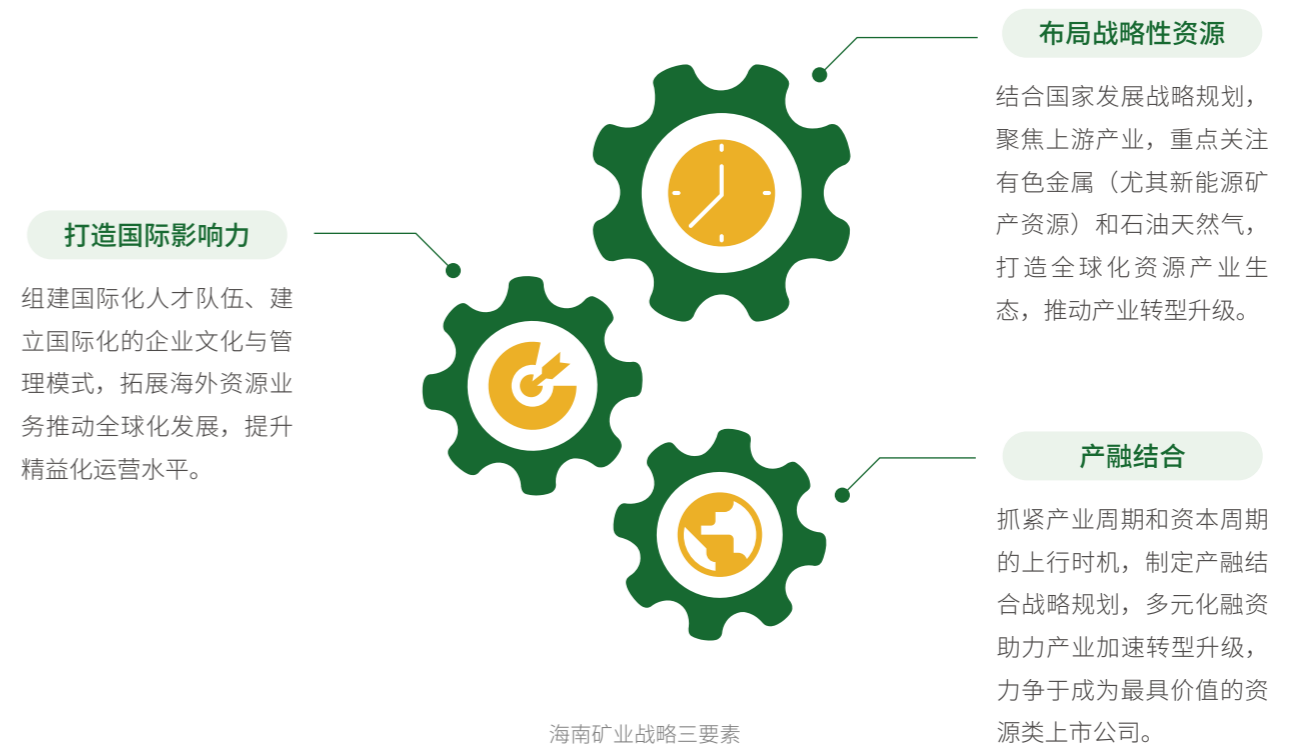 布局战略性资源
结合国家发展战略规划，
聚焦上游产业，重点关注
有色金属（尤其新能源矿
产资源）和石油天然气，
打造全球化资源产业生
态，推动产业转型升级。
打造国际影响力
组建国际化人才队伍、建
立国际化的企业文化与管
理模式，拓展海外资源业
务推动全球化发展，提升
精益化运营水平。
产融结合
抓紧产业周期和资本周期
的上行时机，制定产融结
合战略规划，多元化融资
助力产业加速转型升级，
力争于成为最具价值的资
源类上市公司。
海南矿业战略三要素